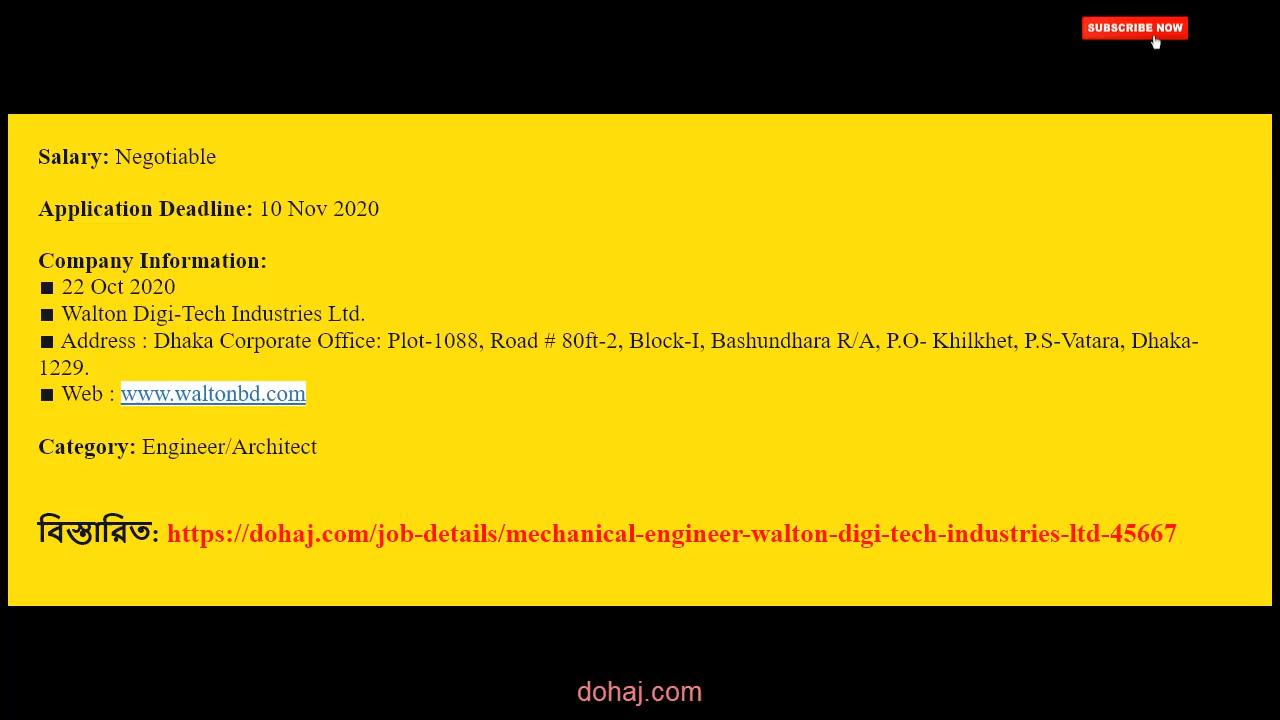 SUBSCRIBE NOW
Salary: Negotiable
Application Deadline: 10 Nov 2020
Company Information:
■ 22 Oct 2020
■ Walton Digi-Tech Industries Ltd.
■ Address : Dhaka Corporate Office: Plot-1088, Road # 80ft-2, Block-I, Bashundhara R/A, P.O- Khilkhet, P.S-Vatara, Dhaka-
1229.
■ Web : www.waltonbd.com
Category: Engineer/Architect
বিস্তারিত: https://dohaj.com/job-details/mechanical-engineer-walton-digi-tech-industries-ltd-45667
dohaj.com